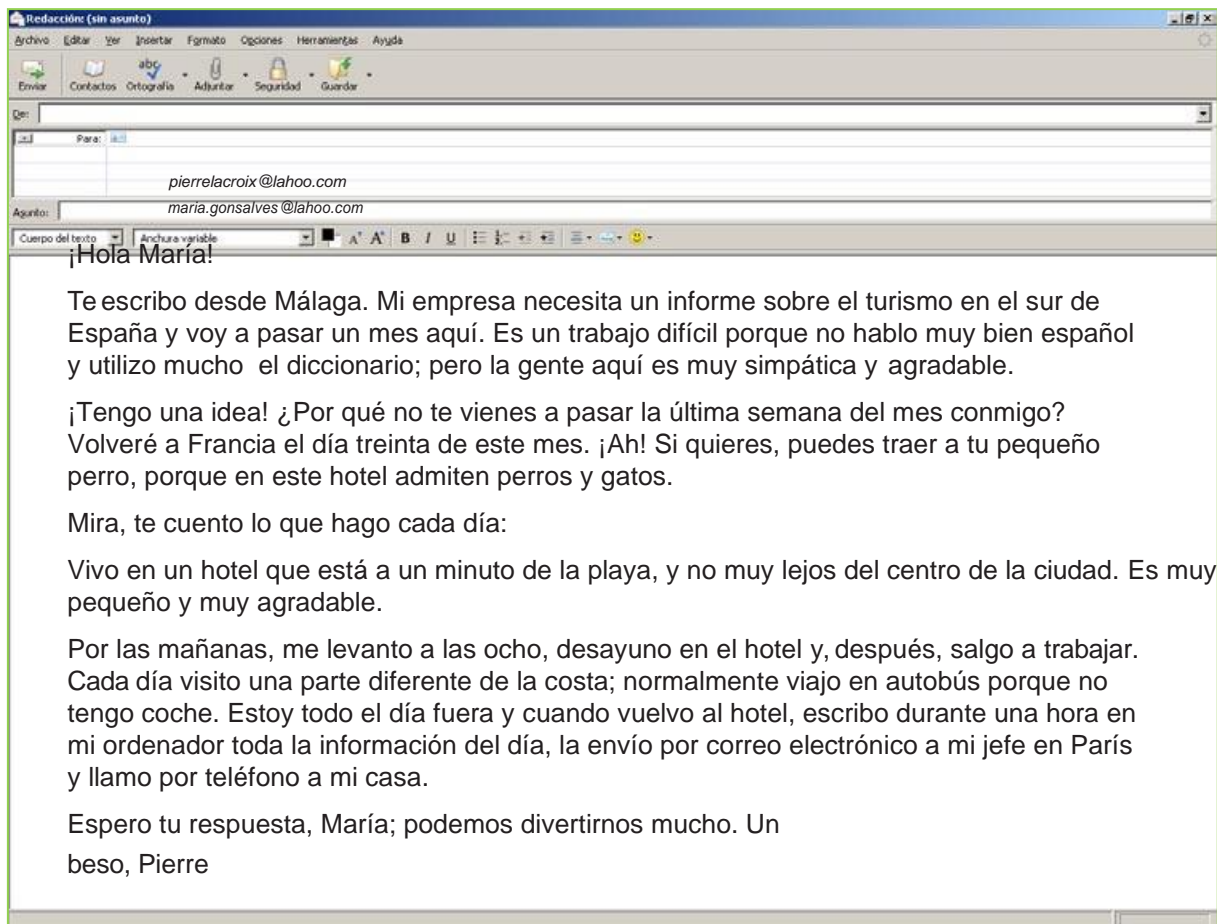 Redacción: (sin asunto)
Archivo Editar Ver Insertar Formato Opciones Herramientas Ayuda
Enviar Contactos Ortografía Adjuntar Seguridad Guardar
De:
Para:
pierrelacroix@lahoo.com
Asunto: maria.gonsalves@lahoo.com
Cuerpo del texto Anchura variable
¡Hola María!
Te escribo desde Málaga. Mi empresa necesita un informe sobre el turismo en el sur de
España y voy a pasar un mes aquí. Es un trabajo difícil porque no hablo muy bien español
y utilizo mucho el diccionario; pero la gente aquí es muy simpática y agradable.
¡Tengo una idea! ¿Por qué no te vienes a pasar la última semana del mes conmigo?
Volveré a Francia el día treinta de este mes. ¡Ah! Si quieres, puedes traer a tu pequeño
perro, porque en este hotel admiten perros y gatos.
Mira, te cuento lo que hago cada día:
Vivo en un hotel que está a un minuto de la playa, y no muy lejos del centro de la ciudad. Es muy
pequeño y muy agradable.
Por las mañanas, me levanto a las ocho, desayuno en el hotel y, después, salgo a trabajar.
Cada día visito una parte diferente de la costa; normalmente viajo en autobús porque no
tengo coche. Estoy todo el día fuera y cuando vuelvo al hotel, escribo durante una hora en
mi ordenador toda la información del día, la envío por correo electrónico a mi jefe en París
y llamo por teléfono a mi casa.
Espero tu respuesta, María; podemos divertirnos mucho. Un
beso, Pierre